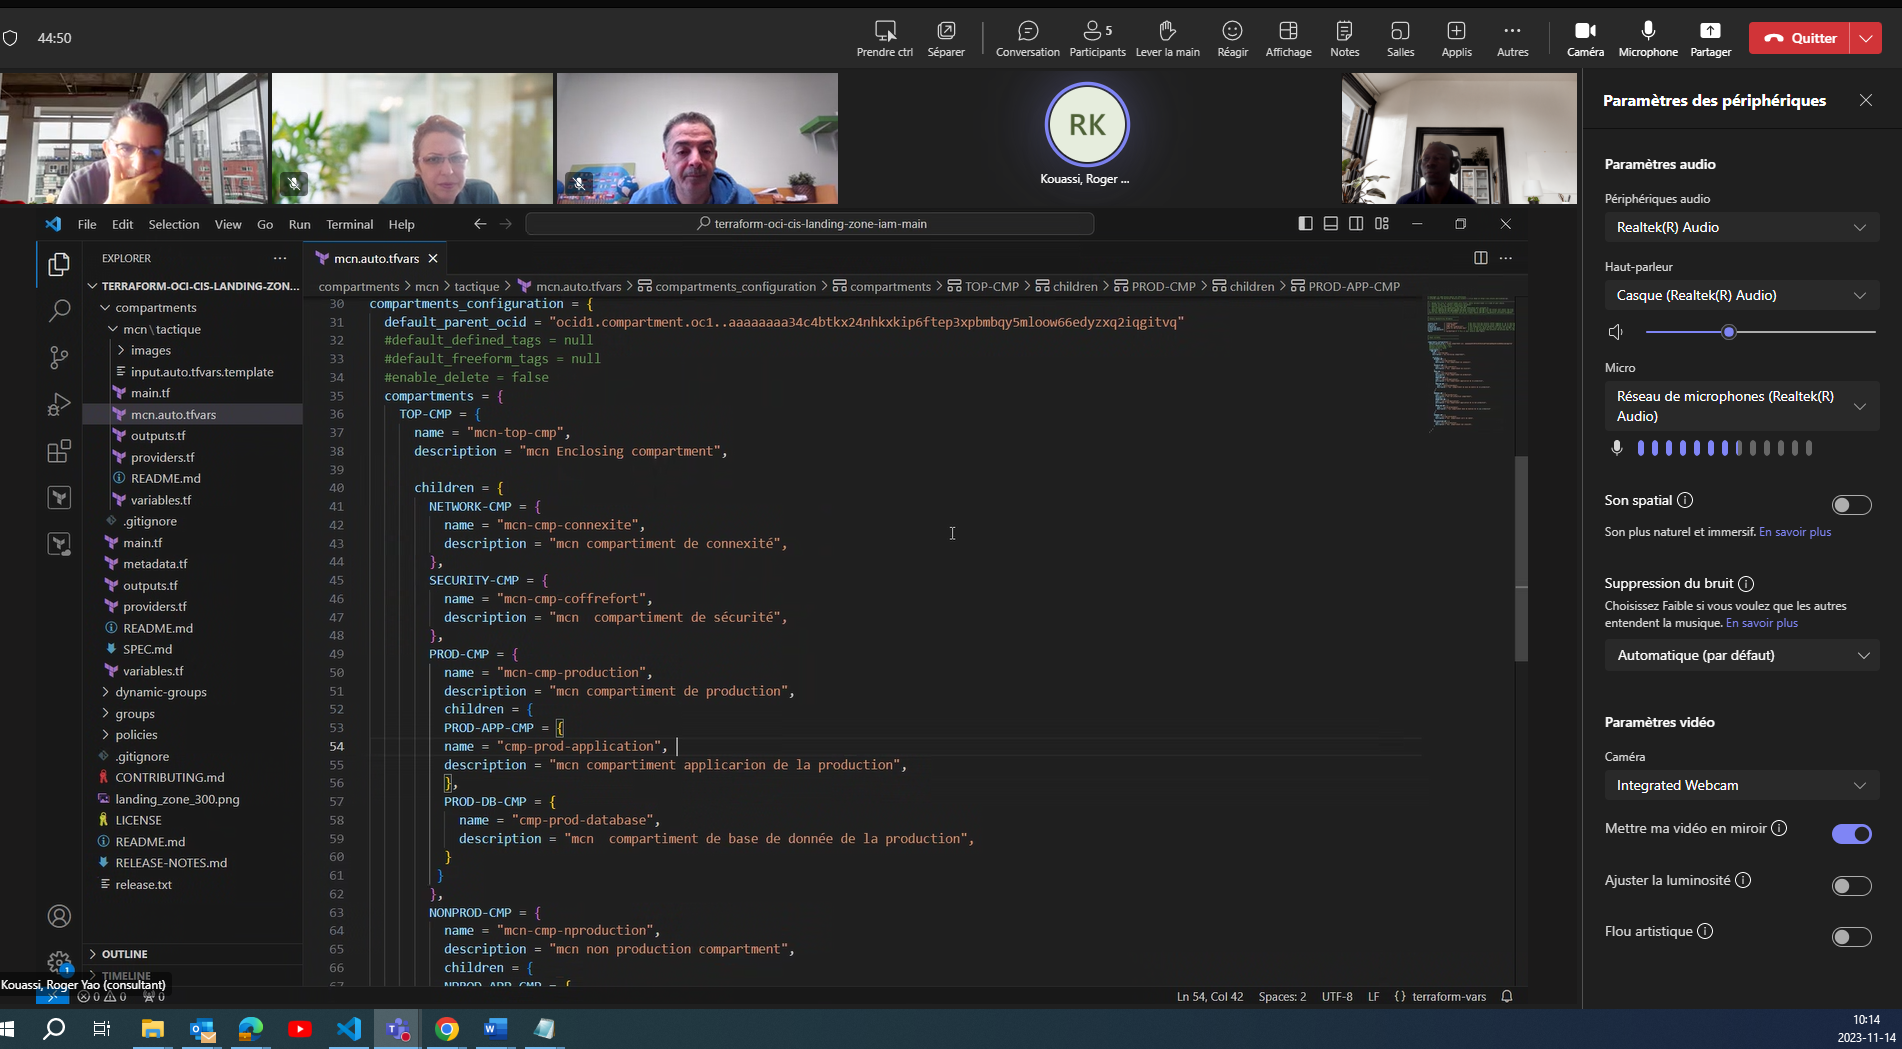 44:50
Prendre ctrl
Séparer
Conversation
5
Participants
Lever la main
Réagir
Affichage
Notes
Salles
Applis
Autres
Caméra
Microphone
Partager
Quitter
RK
Kouassi, Roger ...
File Edit Selection View Go Run Terminal Help
terraform-oci-cis-landing-zone-iam-main
EXPLORER
TERRAFORM-OCI-CIS-LANDING-ZON...
compartments
mcn \ tactique
images
input.auto.tfvars.template
main.tf
mcn.auto.tfvars
outputs.tf
providers.tf
README.md
variables.tf
.gitignore
main.tf
metadata.tf
outputs.tf
providers.tf
README.md
SPEC.md
variables.tf
dynamic-groups
groups
policies
.gitignore
CONTRIBUTING.md
landing_zone_300.png
LICENSE
README.md
RELEASE-NOTES.md
release.txt
OUTLINE
TIMELINE
mcn.auto.tfvars
compartments > mcn > tactique > mcn.auto.tfvars > compartments_configuration > compartments > TOP-CMP > children > PROD-CMP > children > PROD-APP-CMP
30 compartments_configuration = {
31 default_parent_ocid = "ocid1.compartment.oc1..aaaaaaaa34c4btkx24nhkxkip6ftep3xpbmbqy5mloow66edyzxq2iqgitvq"
32 #default_defined_tags = null
33 #default_freeform_tags = null
34 #enable_delete = false
35 compartments = {
36 TOP-CMP = {
37 name = "mcn-top-cmp",
38 description = "mcn Enclosing compartment",
39
40 children = {
41 NETWORK-CMP = {
42 name = "mcn-cmp-connexite",
43 description = "mcn compartiment de connexité",
44 },
45 SECURITY-CMP = {
46 name = "mcn-cmp-coffrefort",
47 description = "mcn  compartiment de sécurité",
48 },
49 PROD-CMP = {
50 name = "mcn-cmp-production",
51 description = "mcn compartiment de production",
52 children = {
53 PROD-APP-CMP = {
54 name = "cmp-prod-application",
55 description = "mcn compartiment applicarion de la production",
56 },
57 PROD-DB-CMP = {
58 name = "cmp-prod-database",
59 description = "mcn  compartiment de base de donnée de la production",
60 }
61 }
62 },
63 NONPROD-CMP = {
64 name = "mcn-cmp-nproduction",
65 description = "mcn non production compartment",
66 children = {
67 NPROD-APP-CMP = {
Kouassi, Roger Yao (consultant)
1
0 0 0
Ln 54, Col 42 Spaces: 2 UTF-8 LF {} terraform-vars
Paramètres des périphériques
Paramètres audio
Périphériques audio
Realtek(R) Audio
Haut-parleur
Casque (Realtek(R) Audio)
Micro
Réseau de microphones (Realtek(R)
Audio)
Son spatial
Son plus naturel et immersif. En savoir plus
Suppression du bruit
Choisissez Faible si vous voulez que les autres
entendent la musique. En savoir plus
Automatique (par défaut)
Paramètres vidéo
Caméra
Integrated Webcam
Mettre ma vidéo en miroir
Ajuster la luminosité
Flou artistique
10:14
2023-11-14